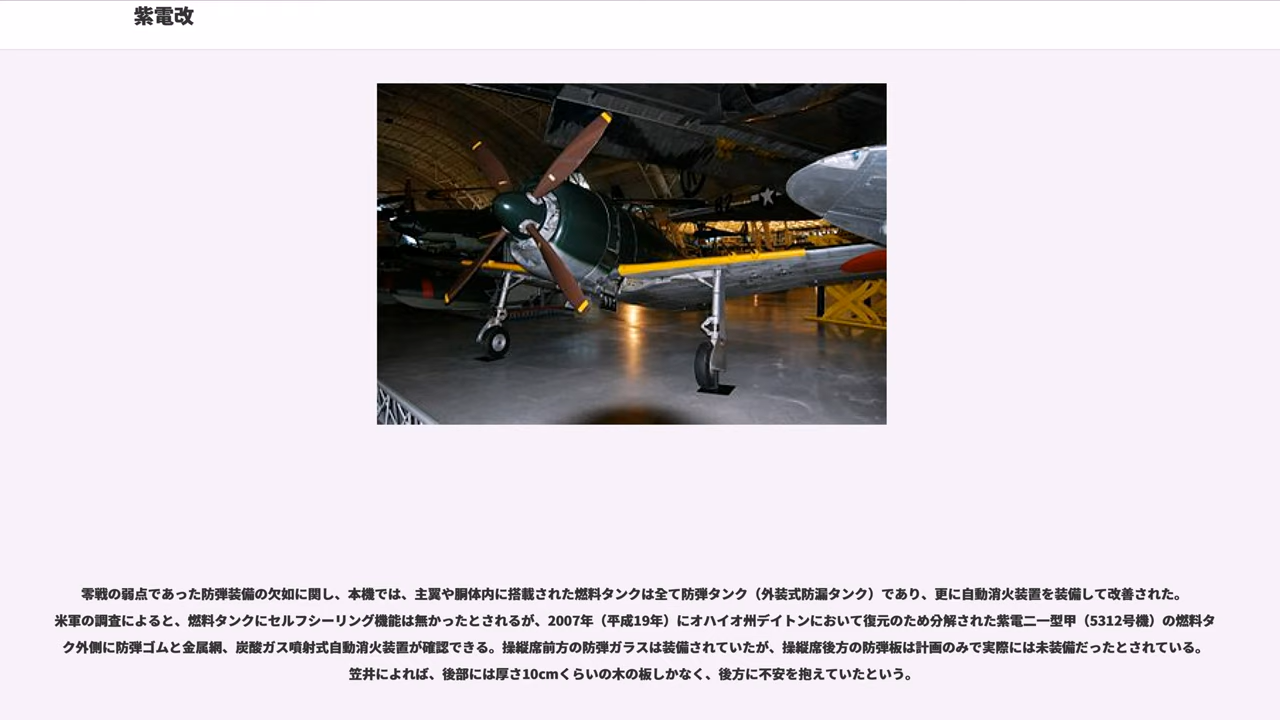 紫電改
零戦の弱点であった防弾装備の欠如に関し、本機では、主翼や胴体内に搭載された燃料タンクは全て防弾タンク（外装式防漏タンク）であり、更に自動消火装置を装備して改善された。
米軍の調査によると、燃料タンクにセルフシーリング機能は無かったとされるが、2007年（平成19年）にオハイオ州デイトンにおいて復元のため分解された紫電二一型甲（5312号機）の燃料タ
ク外側に防弾ゴムと金属網、炭酸ガス噴射式自動消火装置が確認できる。操縦席前方の防弾ガラスは装備されていたが、操縦席後方の防弾板は計画のみで実際には未装備だったとされている。
笠井によれば、後部には厚さ10cmくらいの木の板しかなく、後方に不安を抱えていたという。